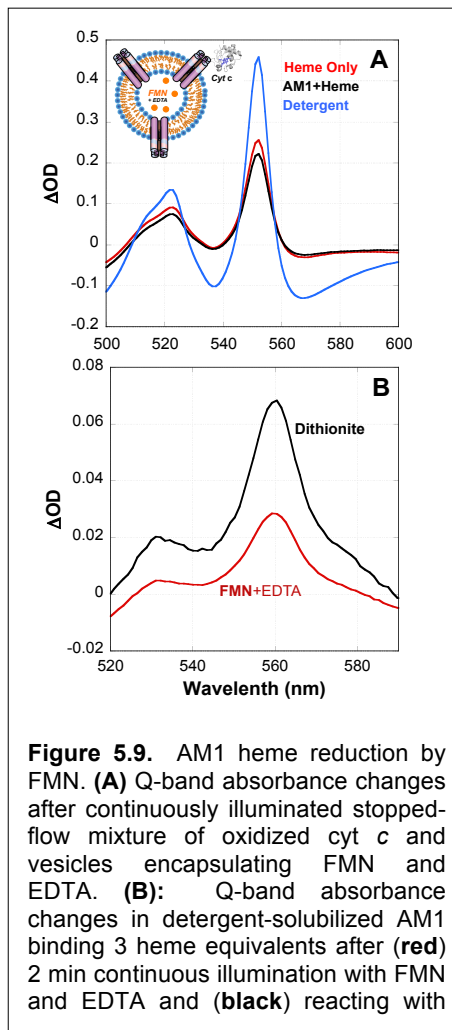 A
Heme Only
AM1+Heme
Detergent
FMN
+ EDTA
Cyt c
ΔOD
0.5
0.4
0.3
0.2
0.1
0
-0.1
-0.2
500 520 540 560 580 600
B
Dithionite
FMN+EDTA
ΔOD
0.08
0.06
0.04
0.02
0
-0.02
520 540 560 580
Wavelenth (nm)
Figure 5.9. AM1 heme reduction by
FMN. (A) Q-band absorbance changes
after continuously illuminated stopped-
flow mixture of oxidized cyt c and
vesicles encapsulating FMN and
EDTA. (B): Q-band absorbance
changes in detergent-solubilized AM1
binding 3 heme equivalents after (red)
2 min continuous illumination with FMN
and EDTA and (black) reacting with